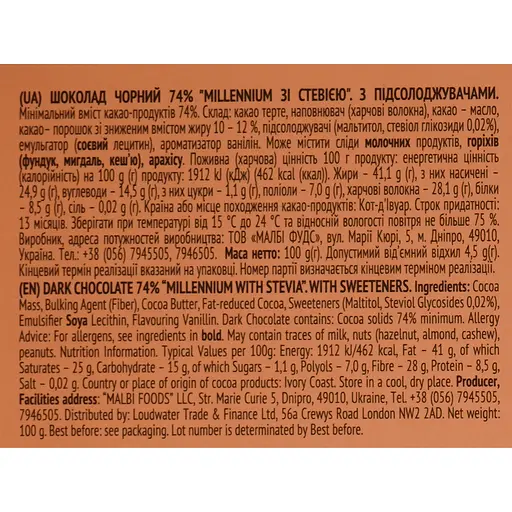 (UA) ШОКОЛАД ЧОРНИЙ 74% "MILLENNIUM ЗІ СТЕВІЄЮ". З ПІДСОЛОДЖУВАЧАМИ.
Мінімальний вміст какао-продуктів 74%. Склад: какао терте, наповнювач (харчові волокна), какао – масло,
какао– порошок зі зниженим вмістом жиру 10 – 12 %, підсолоджувачі (мальтитол, стевіол глікозиди 0,02%),
емульгатор (соєвий лецитин), ароматизатор ванілін. Може містити сліди молочних продуктів, горіхів
(фундук, мигдаль, кеш'ю), арахісу. Поживна (харчова) цінність 100 г продукту: енергетична цінність
(калорійність) на 100 g (г) продукту: 1912 kJ (кДж) (462 kcal (ккал)). Жири – 41,1 g (г), з них насичені –
24,9 g (г), вуглеводи – 14,5 g (г), з них цукри – 1,1 g (г), поліоли – 7,0 g (г), харчові волокна – 28,1 g (г), білки
– 8,5 g (г), сіль – 0,02 g (г). Країна або місце походження какао-продуктів: Кот-д'Івуар. Строк придатності:
13 місяців. Зберігати при температурі від 15 °С до 24 °С та відносній вологості повітря не більше 75 %.
Виробник, адреса потужностей виробництва: ТОВ «МАЛБІ ФУДС», вул. Марії Кюрі, 5, м. Дніпро, 49010,
Україна. Тел.: +38 (056) 7945505, 7946505. Маса нетто: 100 g(г). Допустимий від'ємний відхил 4,5 g(г).
Кінцевий термін реалізації вказаний на упаковці. Номер партії визначається кінцевим терміном реалізації.
(EN) DARK CHOCOLATE 74% "MILLENNIUM WITH STEVIA". WITH SWEETENERS. Ingredients: Cocoa
Mass, Bulking Agent (Fiber), Cocoa Butter, Fat-reduced Cocoa, Sweeteners (Maltitol, Steviol Glycosides 0,02%),
Emulsifier Soya Lecithin, Flavouring Vanillin. Dark Chocolate contains: Cocoa solids 74% minimum. Allergy
Advice: For allergens, see ingredients in bold. May contain traces of milk, nuts (hazelnut, almond, cashew),
peanuts. Nutrition Information. Typical Values per 100g: Energy: 1912 kJ/462 kcal, Fat – 41 g, of which
Saturates – 25 g, Carbohydrate – 15 g, of which Sugars – 1,1 g, Polyols – 7,0 g, Fibre – 28 g, Protein – 8,5 g,
Salt – 0,02 g. Country or place of origin of cocoa products: Ivory Coast. Store in a cool, dry place. Producer,
Facilities address: "MALBI FOODS" LLC, STr. Marie Curie 5, Dnipro, 49010, Ukraine, Tel, +38 (056) 7945505,
7946505. Distributed by: Loudwater Trade & Finance Ltd, 56a Crewys Road London NW2 2AD. Net weight:
100 g. Best before: see packaging. Lot number is determinated by Best before.